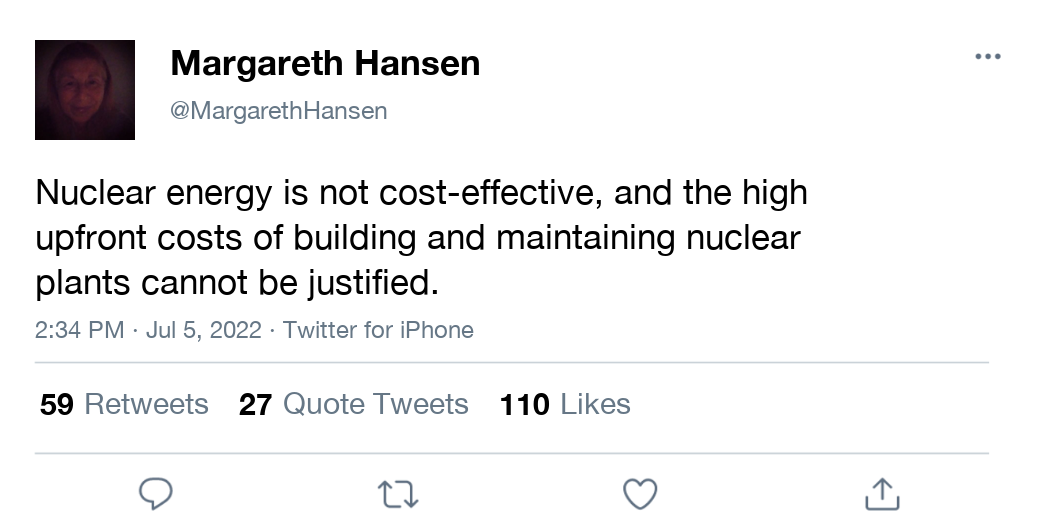 Margareth Hansen
@MargarethHansen
Nuclear energy is not cost-effective, and the high
upfront costs of building and maintaining nuclear
plants cannot be justified.
2:34 PM · Jul 5, 2022 · Twitter for iPhone
59 Retweets 27 Quote Tweets 110 Likes